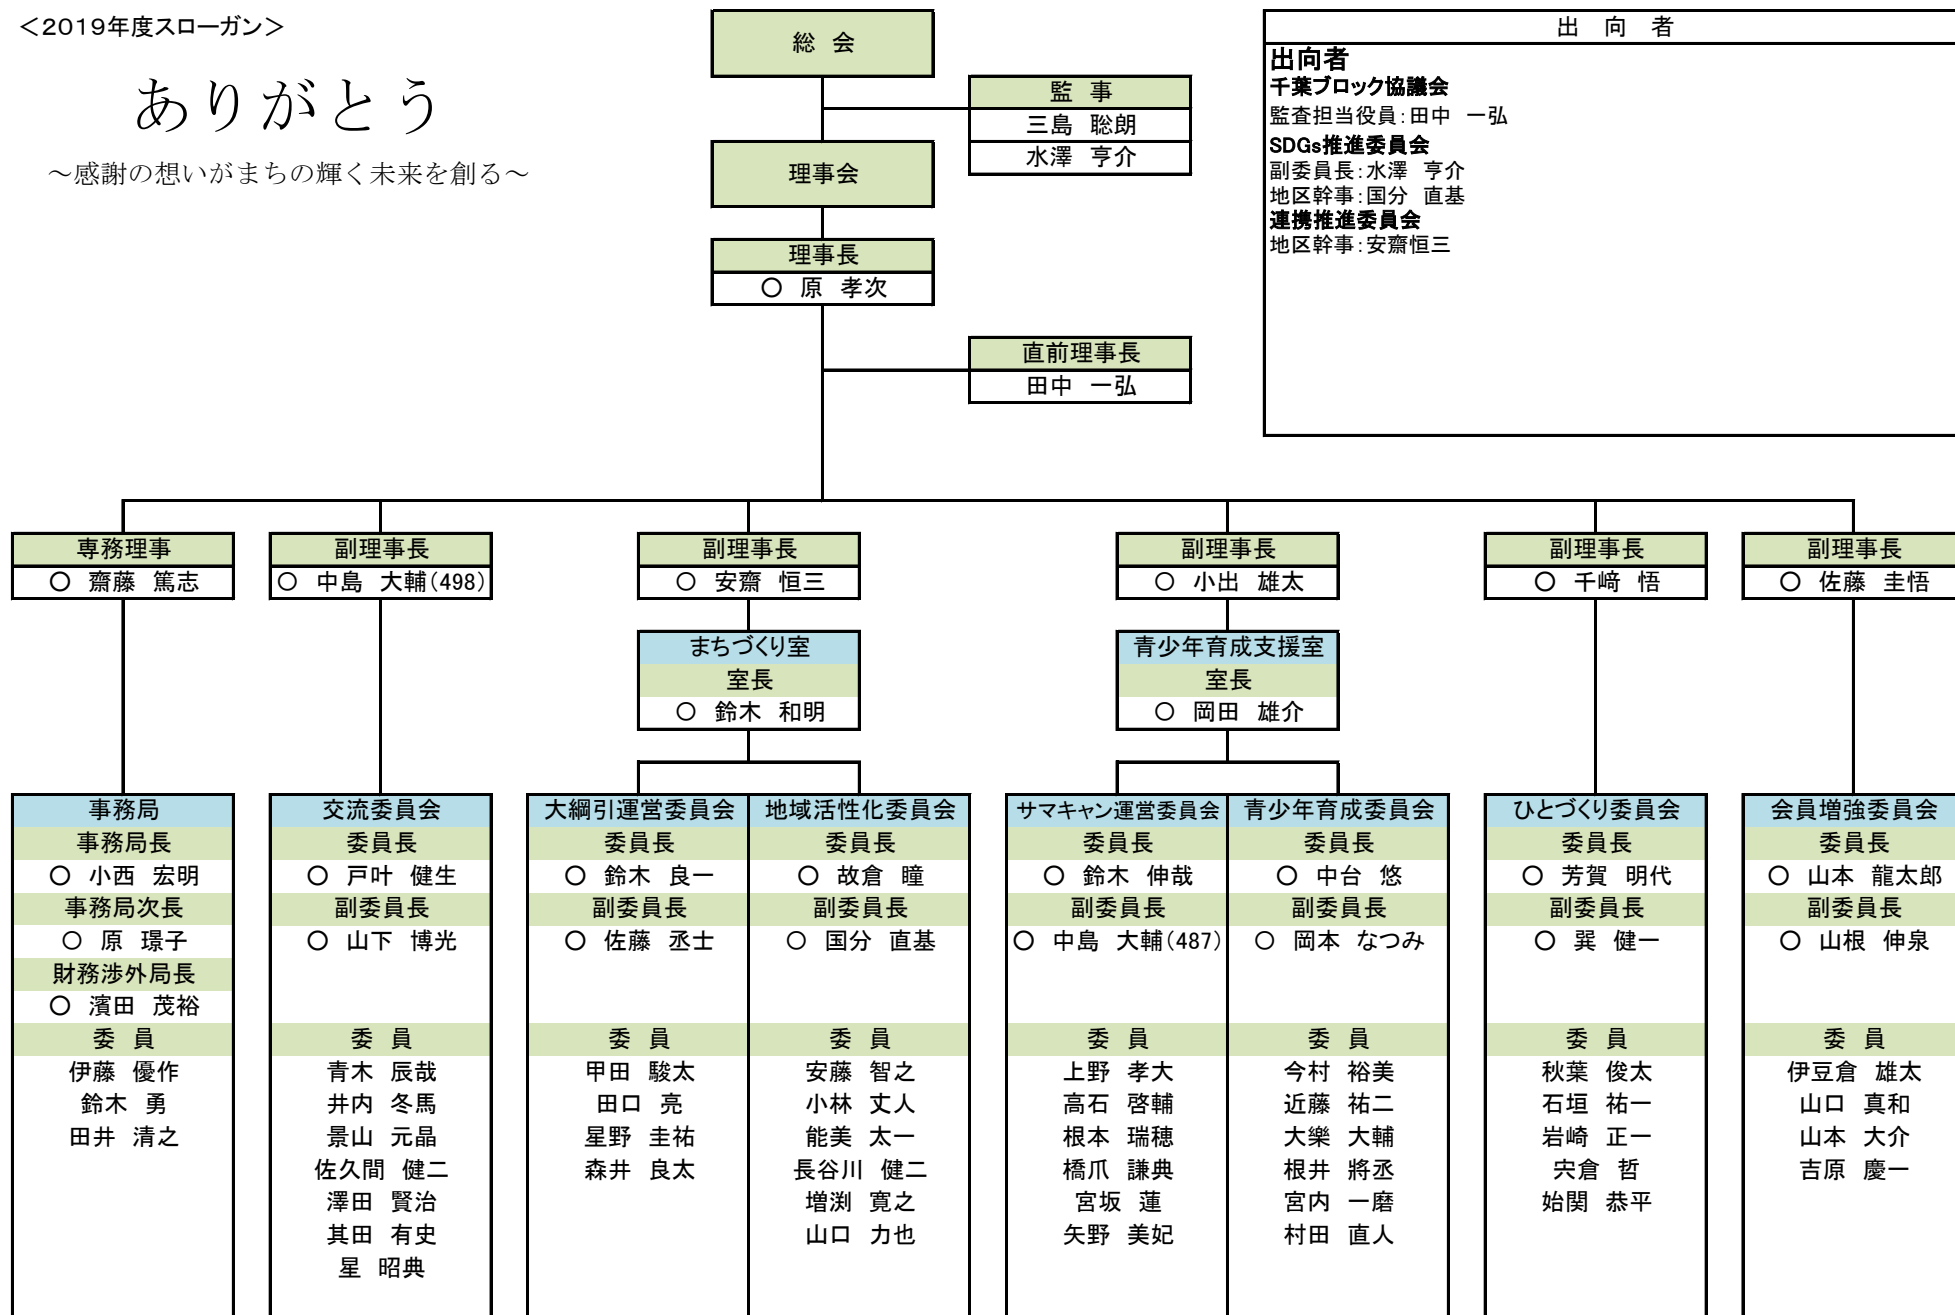 ＜2019年度スローガン＞
ありがとう
～感謝の想いがまちの輝く未来を創る～
総 会
監 事
三島 聡朗
水澤 亨介
理事会
理事長
〇 原 孝次
直前理事長
田中 一弘
出 向 者
出向者
千葉ブロック協議会
監査担当役員：田中 一弘
SDGs推進委員会
副委員長：水澤 亨介
地区幹事：国分 直基
連携推進委員会
地区幹事：安齋恒三
専務理事
〇 齋藤 篤志
副理事長
〇 中島 大輔(498)
副理事長
〇 安齋 恒三
副理事長
〇 小出 雄太
副理事長
〇 千﨑 悟
副理事長
〇 佐藤 圭悟
まちづくり室
室長
〇 鈴木 和明
青少年育成支援室
室長
〇 岡田 雄介
事務局
事務局長
〇 小西 宏明
事務局次長
〇 原 環子
財務渉外局長
〇 濱田 茂裕
委 員
伊藤 優作
鈴木 勇
田井 清之
交流委員会
委員長
〇 戸叶 健生
副委員長
〇 山下 博光
委 員
青木 辰哉
井内 冬馬
景山 元晶
佐久間 健二
澤田 賢治
其田 有史
星 昭典
大綱引運営委員会
委員長
〇 鈴木 良一
副委員長
〇 佐藤 丞士
委 員
甲田 駿太
田口 亮
星野 圭祐
森井 良太
地域活性化委員会
委員長
〇 故倉 瞳
副委員長
〇 国分 直基
委 員
安藤 智之
小林 丈人
能美 太一
長谷川 健二
増渕 寛之
山口 力也
サマキャン運営委員会
委員長
〇 鈴木 伸哉
副委員長
〇 中島 大輔(487)
委 員
上野 孝大
高石 啓輔
根本 瑞穂
橋爪 謙典
宮坂 蓮
矢野 美妃
青少年育成委員会
委員長
〇 中台 悠
副委員長
〇 岡本 なつみ
委 員
今村 裕美
近藤 祐二
大樂 大輔
根井 將丞
宮内 一磨
村田 直人
ひとづくり委員会
委員長
〇 芳賀 明代
副委員長
〇 巽 健一
委 員
秋葉 俊太
石垣 祐一
岩崎 正一
宍倉 哲
始関 恭平
会員増強委員会
委員長
〇 山本 龍太郎
副委員長
〇 山根 伸泉
委 員
伊豆倉 雄太
山口 真和
山本 大介
吉原 慶一